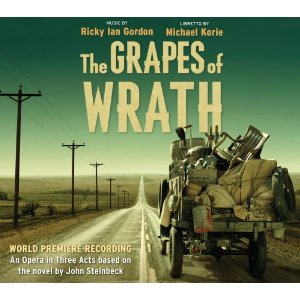 MUSIC BY
Ricky Ian Gordon
LIBRETTO BY
Michael Korie
The GRAPES of
WRATH
WORLD PREMIERE RECORDING
An Opera in Three Acts based on
the novel by John Steinbeck